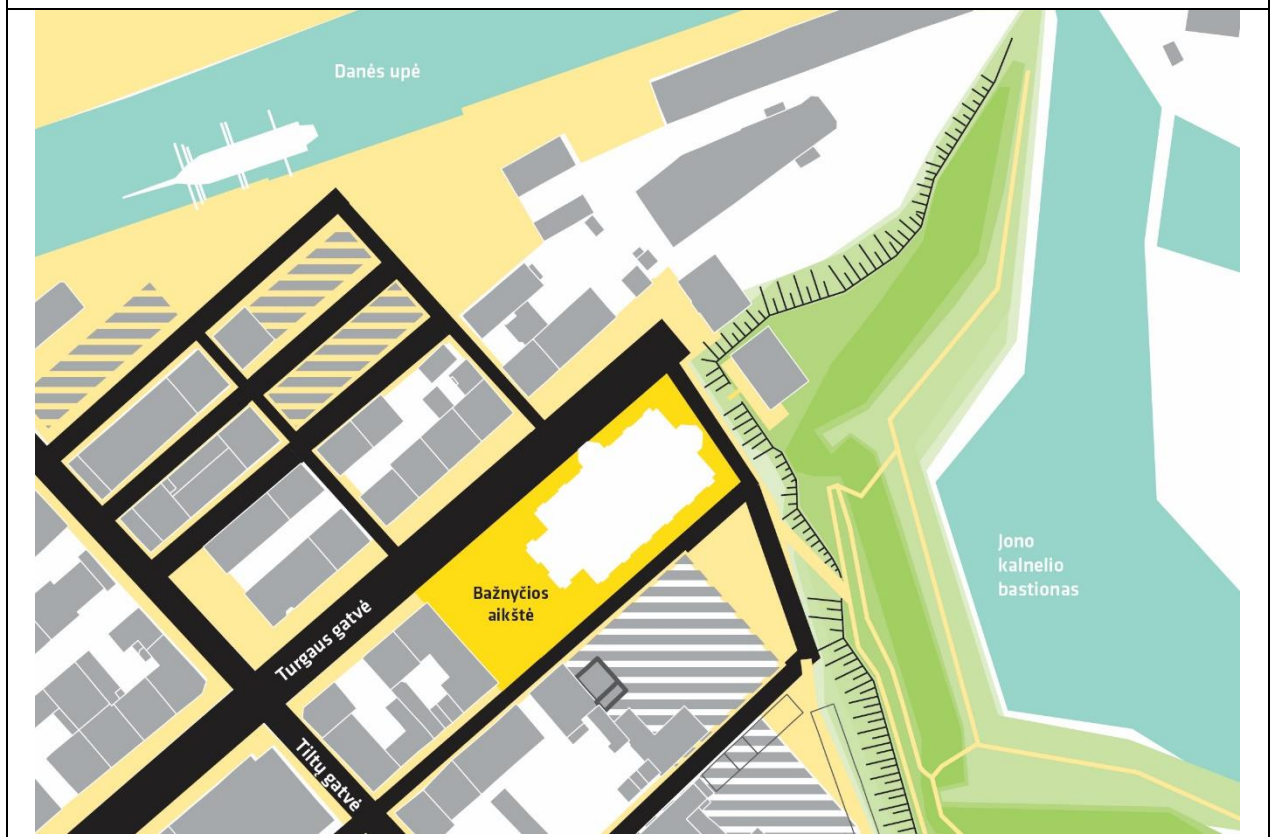 Danės upė
Jono
kalnelio
bastionas
Bažnyčios
aikštė
Turgaus gatvė
Tiltų gatvė